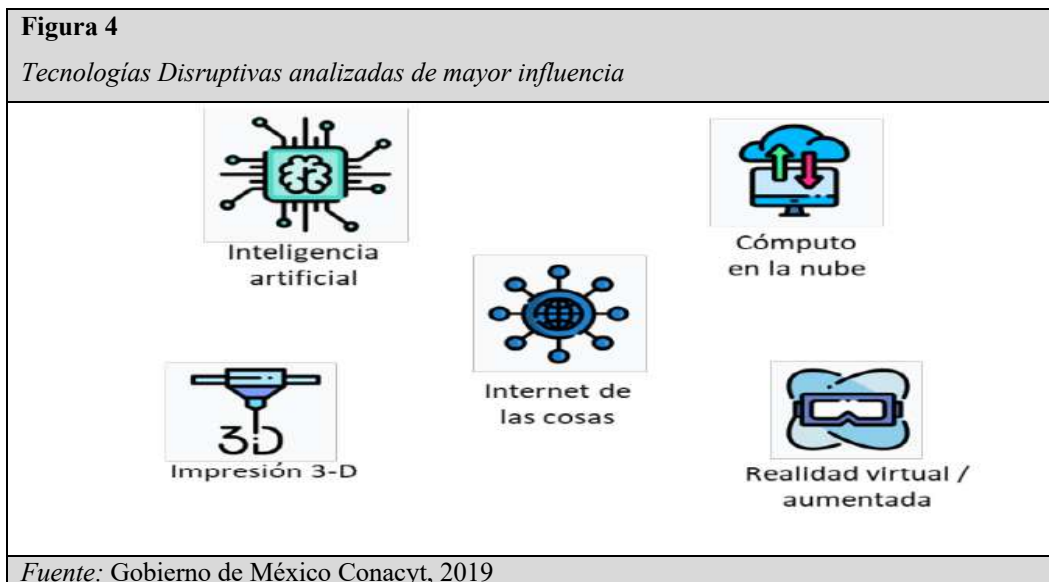 Figura 4
Tecnologías Disruptivas analizadas de mayor influencia
Inteligencia
artificial
Cómputo
en la nube
Internet de
las cosas
3D
Impresión 3-D
Realidad virtual /
aumentada
Fuente: Gobierno de México Conacyt, 2019